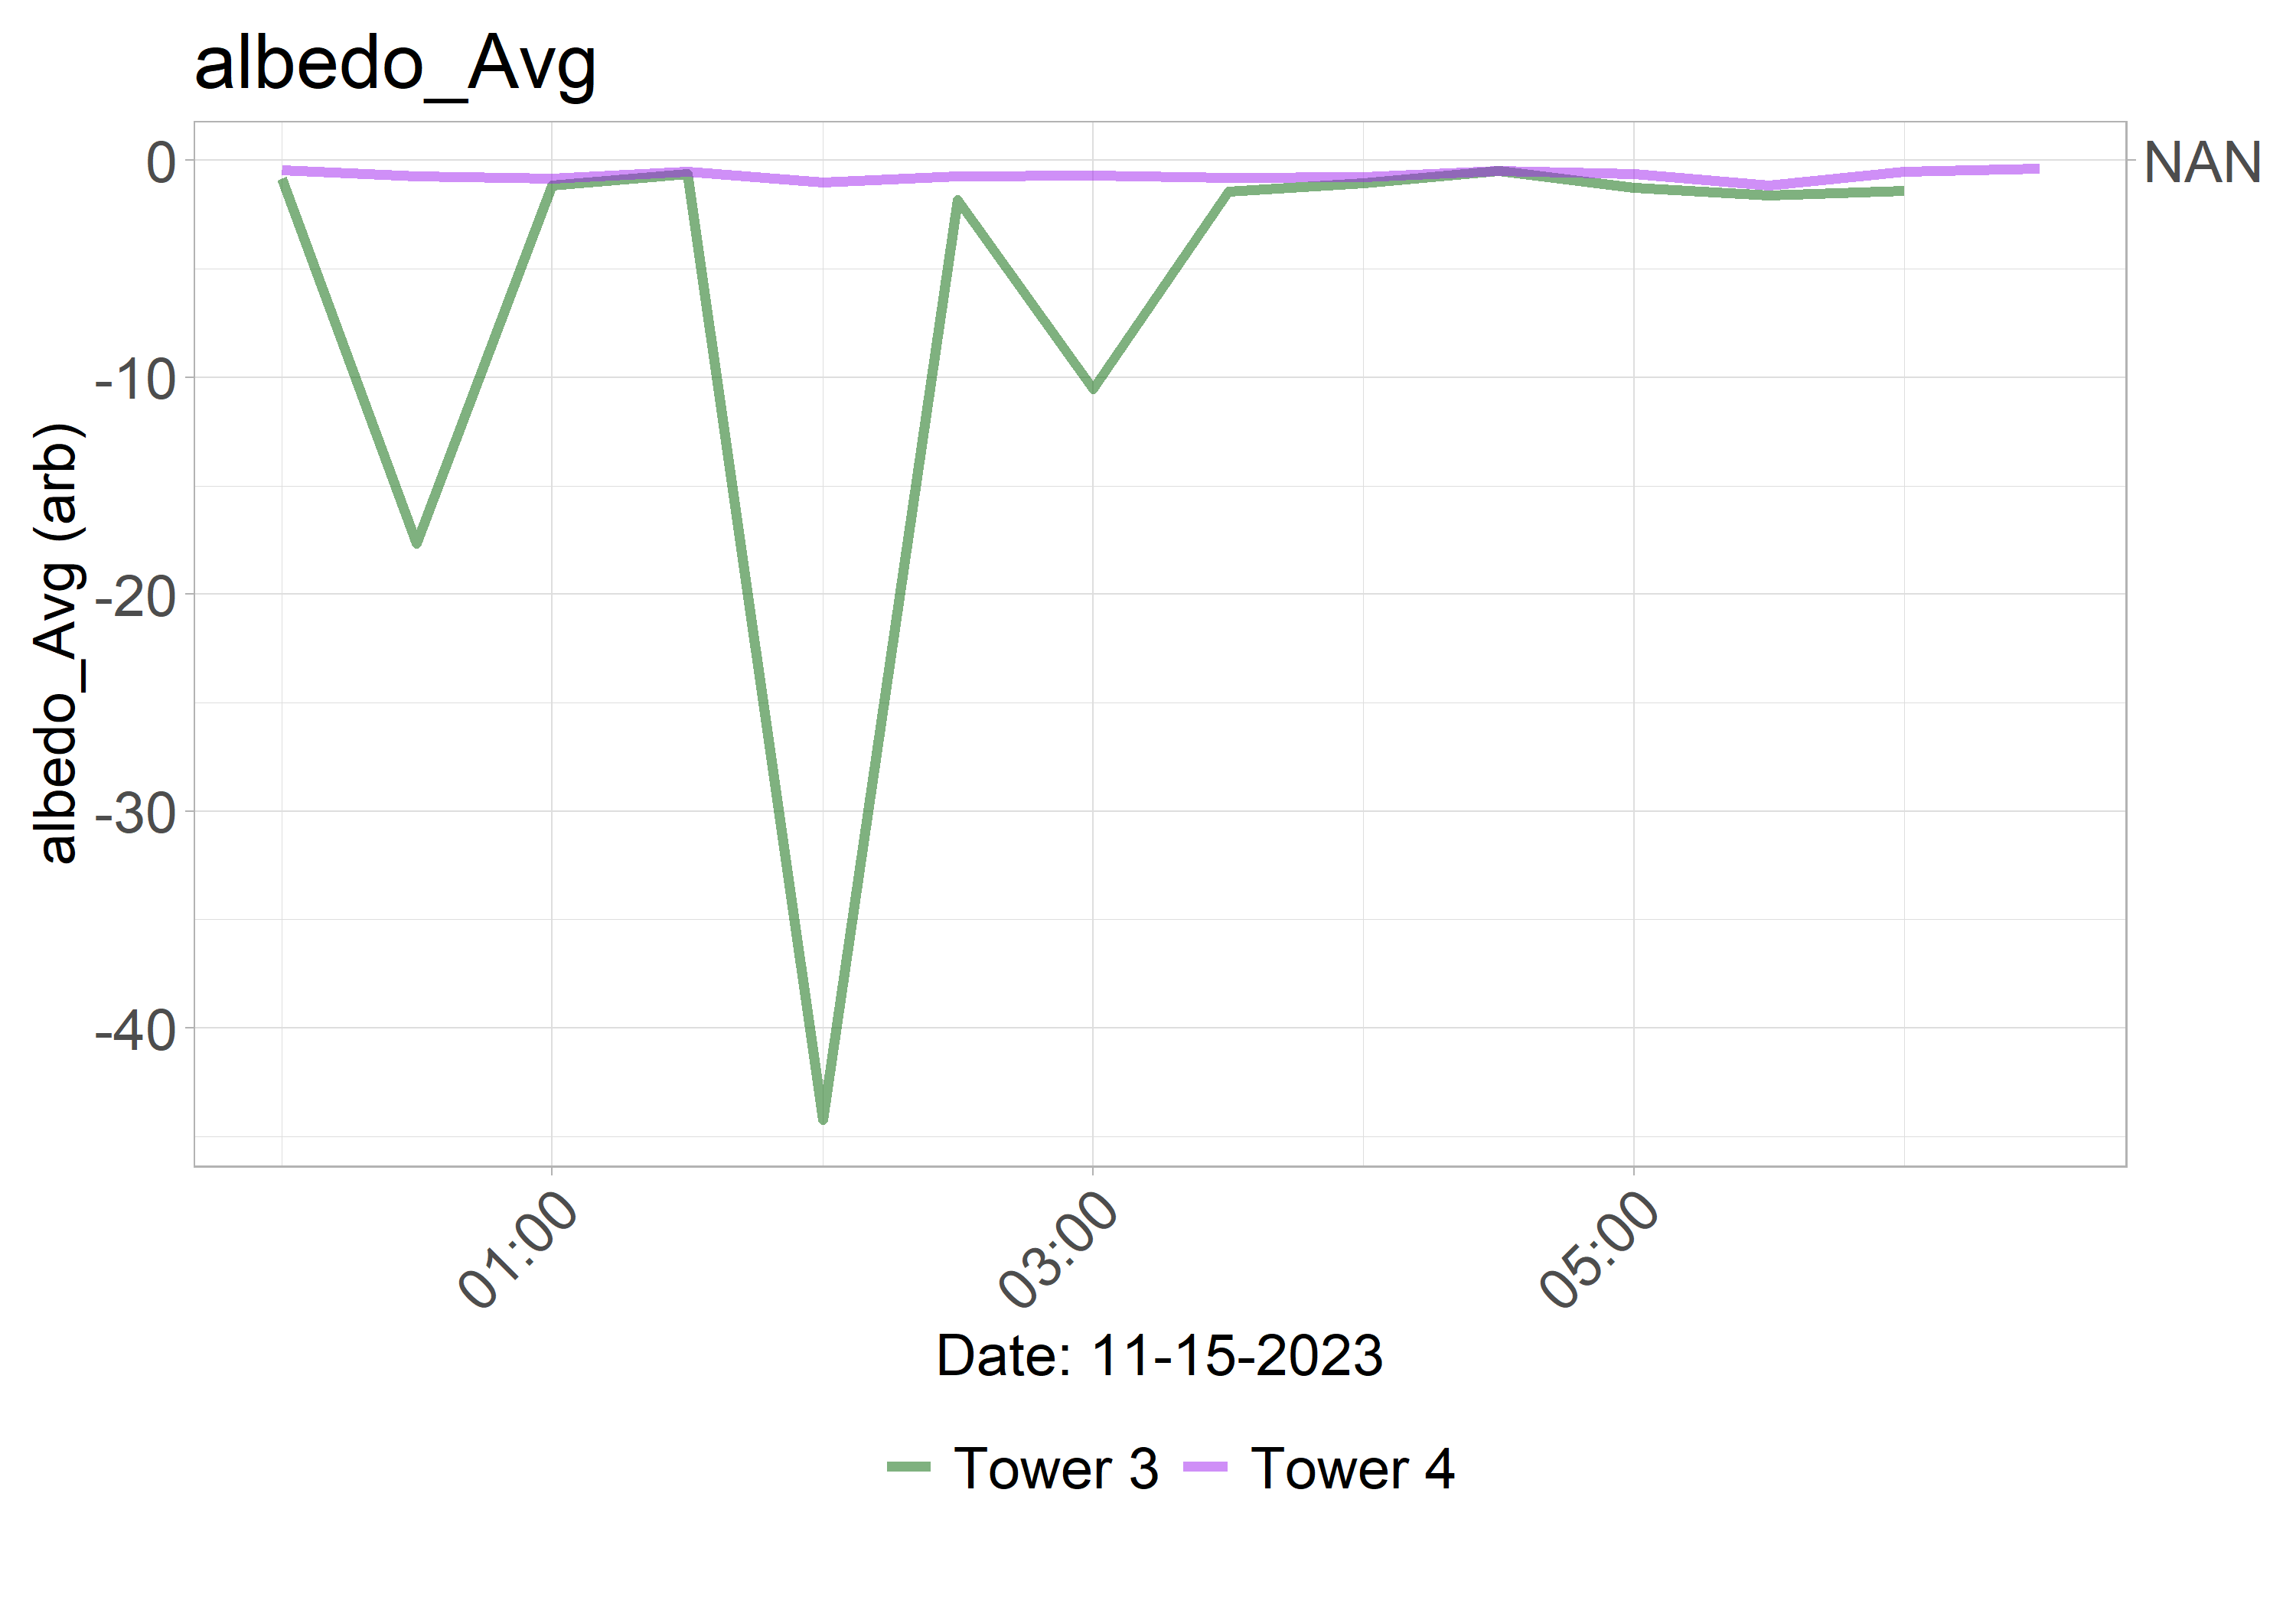 albedo_Avg
albedo_Avg (arb)
0
-10
-20
-30
-40
NAN
01:00
03:00
05:00
Date: 11-15-2023
Tower 3
Tower 4